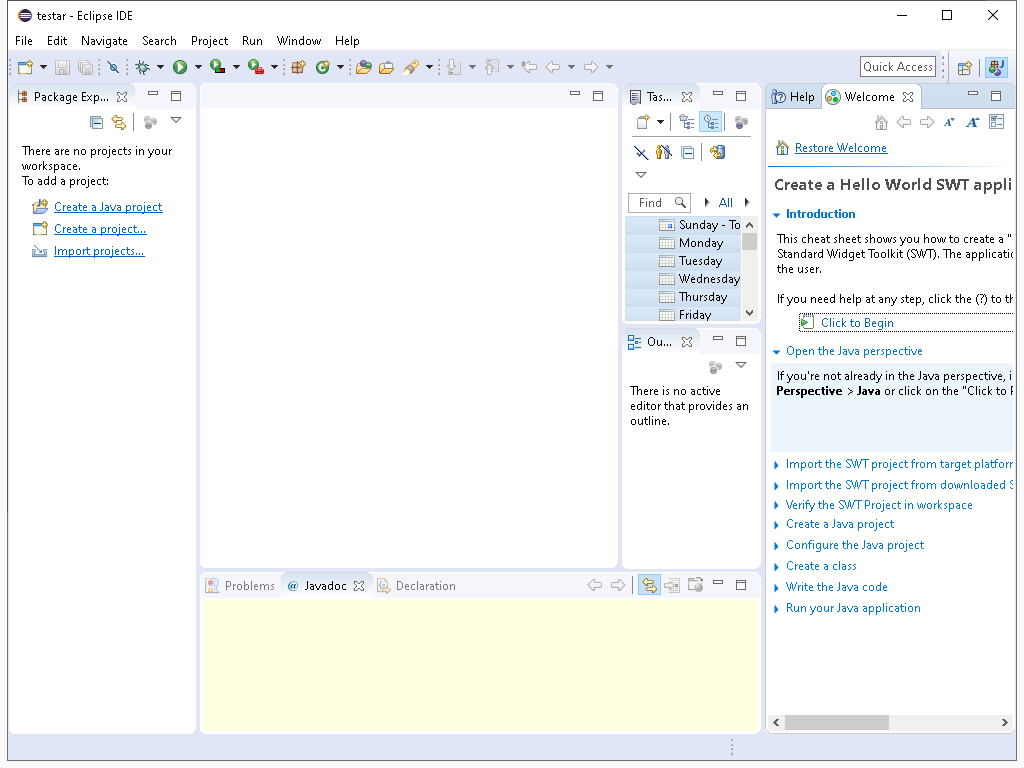 testar - Eclipse IDE
File Edit Navigate Search Project Run Window Help
Quick Access
Package Exp...
There are no projects in your
workspace.
To add a project:
Create a Java project
Create a project...
Import projects...
Tas...
Find
All
Sunday - To
Monday
Tuesday
Wednesday
Thursday
Friday
Ou...
There is no active
editor that provides an
outline.
Problems @ Javadoc Declaration
Help Welcome
Restore Welcome
Create a Hello World SWT appli
Introduction
This cheat sheet shows you how to create a "
Standard Widget Toolkit (SWT). The applicati
the user.
If you need help at any step, click the (?) to th
Click to Begin
Open the Java perspective
If you're not already in the Java perspective, i
Perspective > Java or click on the "Click to P
Import the SWT project from target platform
Import the SWT project from downloaded S
Verify the SWT Project in workspace
Create a Java project
Configure the Java project
Create a class
Write the Java code
Run your Java application